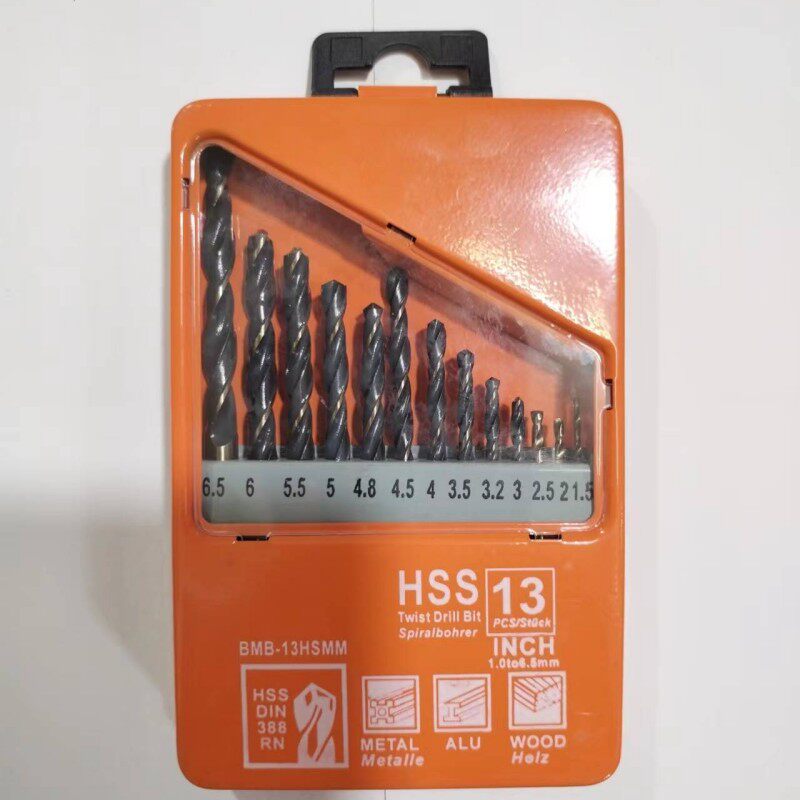 6.5 6 5.5 5 4.8 4.5 4 3.5 3.2 3 2.5 2 1.5
HSS
Twist Drill Bit
Spiralbohrer
13
PCS/Stück
INCH
1.0to6.5mm
BMB-13HSMM
HSS
DIN
388
RN
METAL
Metalle
ALU
WOOD
Holz